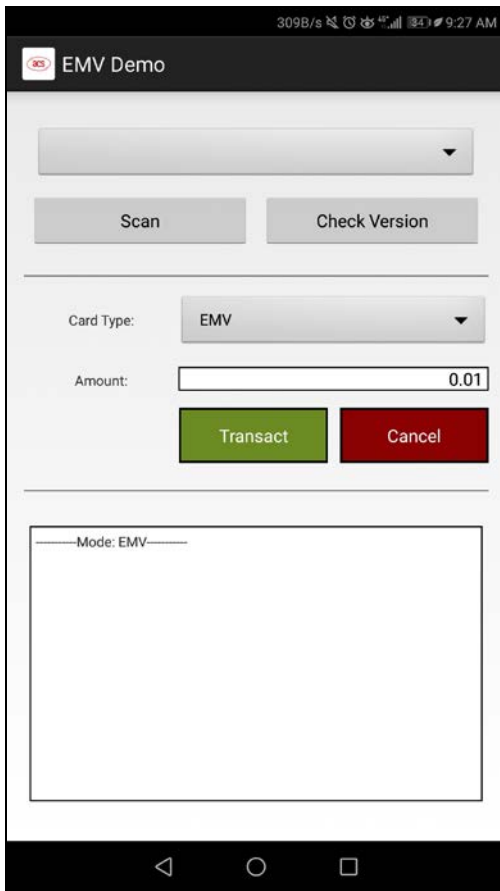 309B/s 84 9:27 AM
acs EMV Demo
Scan Check Version
Card Type: EMV
Amount: 0.01
Transact Cancel
----------Mode: EMV----------